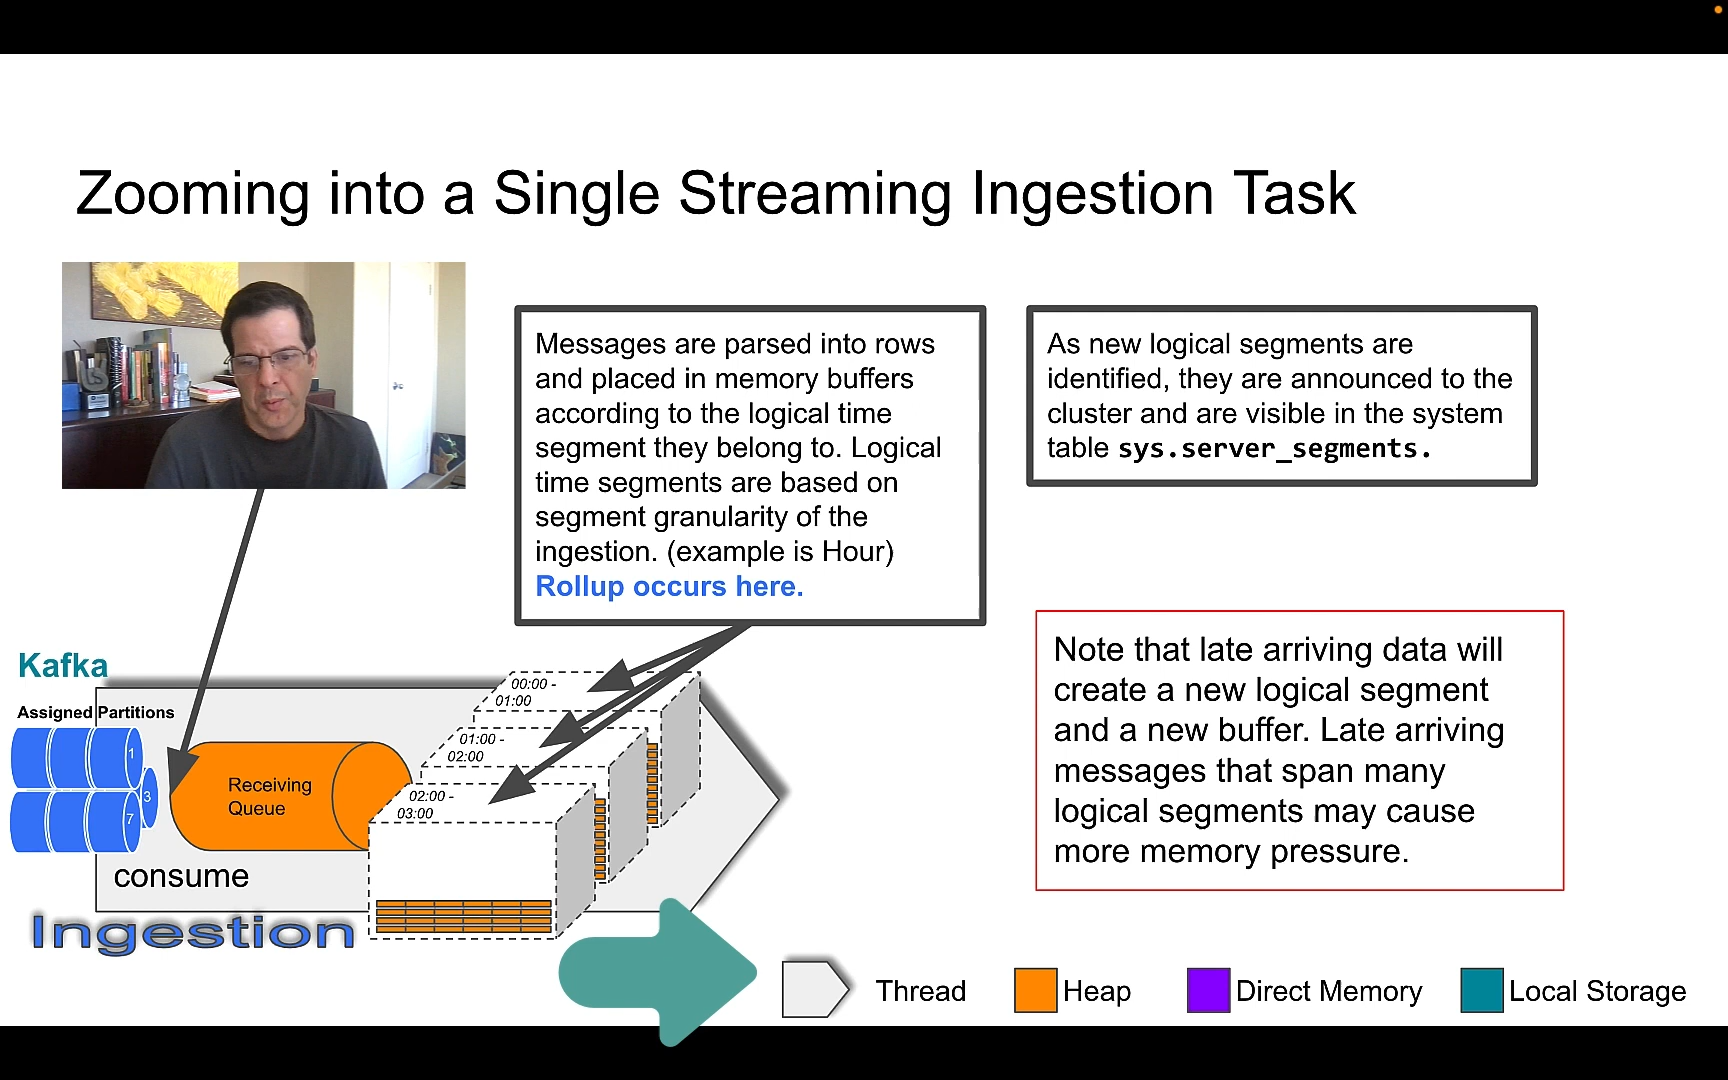 Zooming into a Single Streaming Ingestion Task
Messages are parsed into rows
and placed in memory buffers
according to the logical time
segment they belong to. Logical
time segments are based on
segment granularity of the
ingestion. (example is Hour)
Rollup occurs here.
As new logical segments are
identified, they are announced to the
cluster and are visible in the system
table sys.server_segments.
Note that late arriving data will
create a new logical segment
and a new buffer. Late arriving
messages that span many
logical segments may cause
more memory pressure.
Kafka
Assigned Partitions
1
3
7
Receiving
Queue
consume
Ingestion
00:00 -
01:00
01:00 -
02:00
02:00 -
03:00
Thread
Heap
Direct Memory
Local Storage